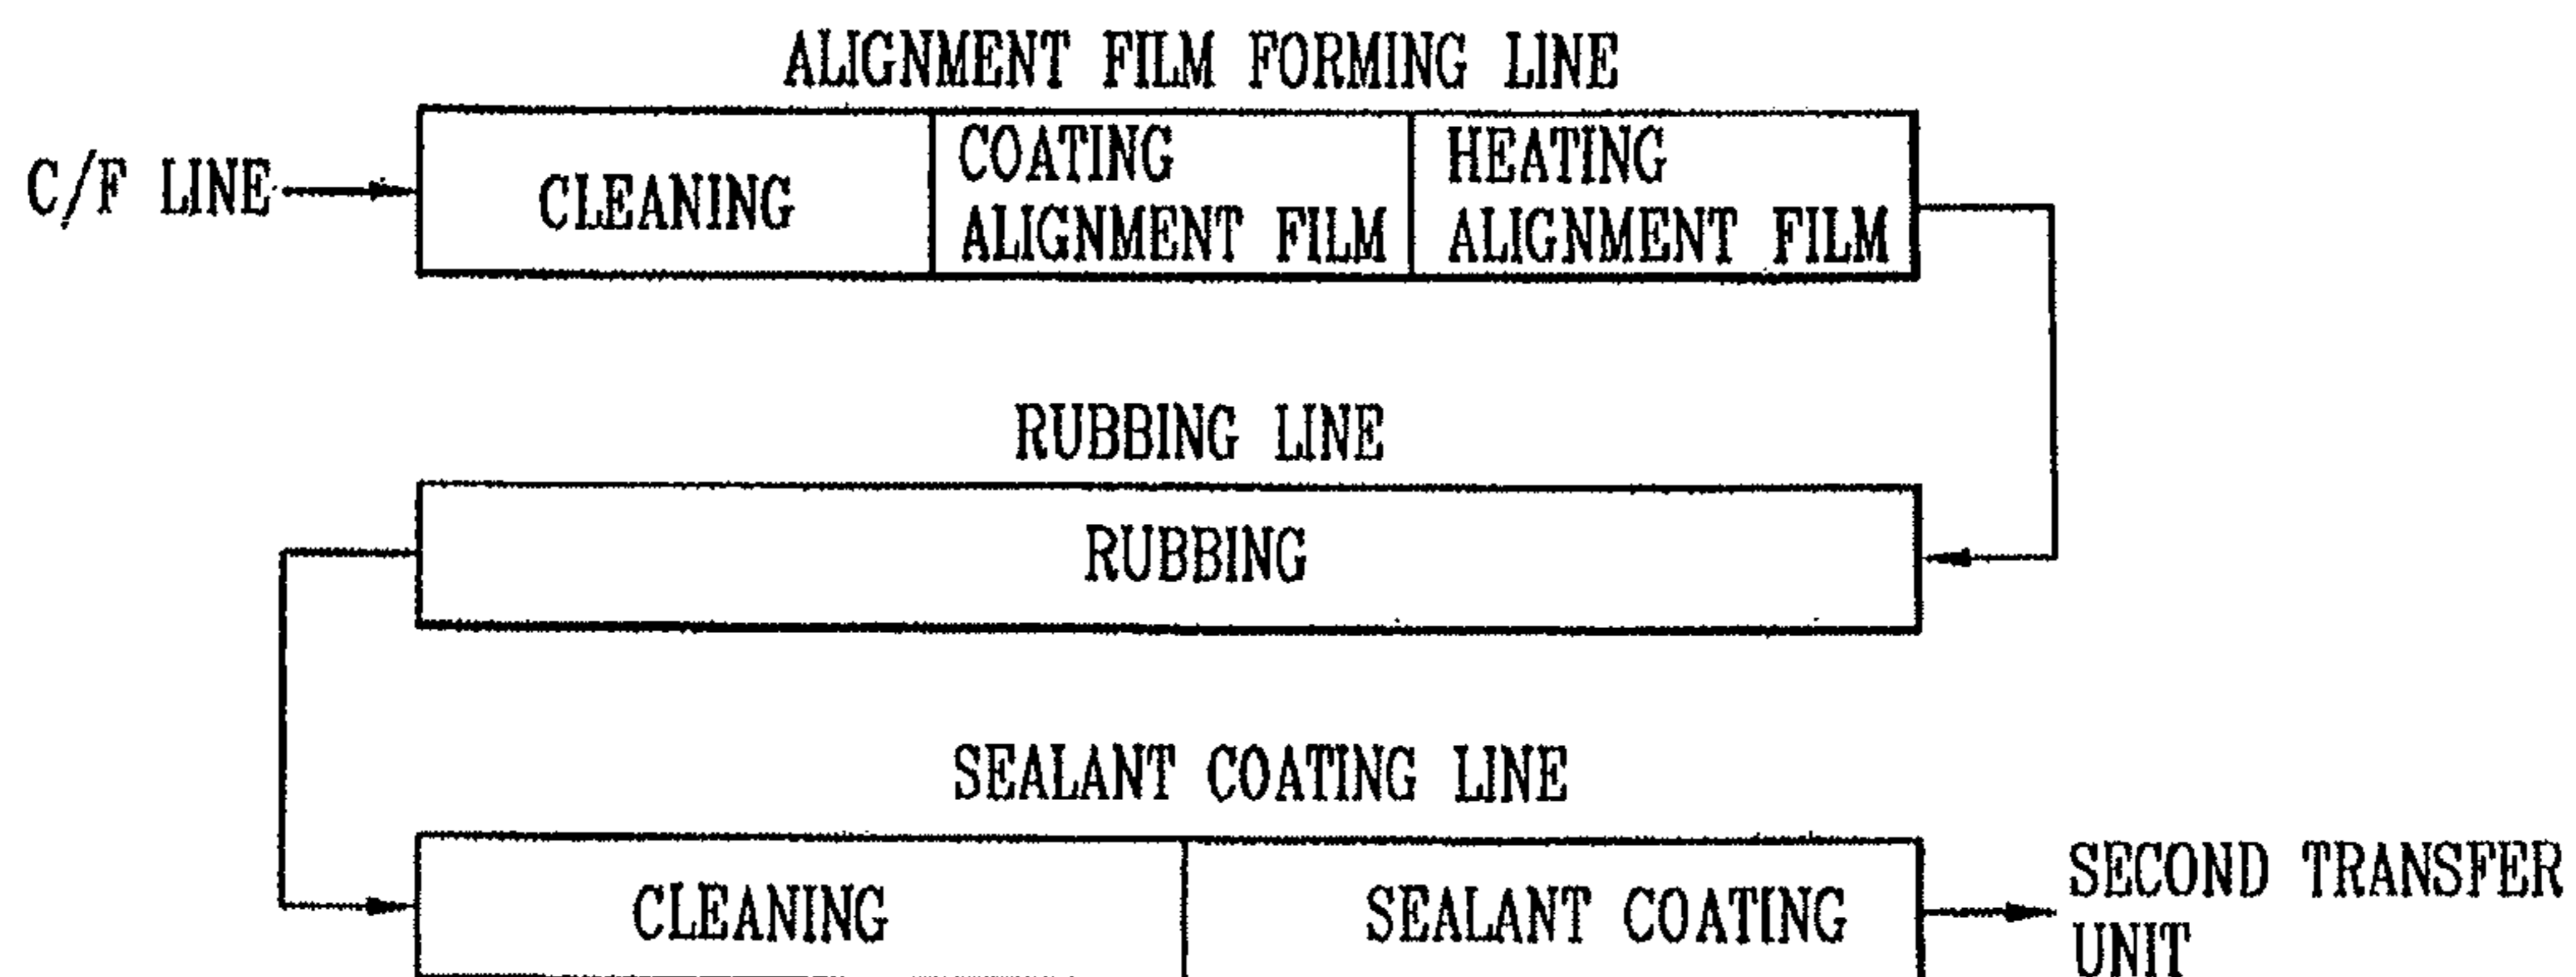 ALIGNMENT FILM FORMING LINE
C/F LINE
CLEANING
COATING
ALIGNMENT FILM
HEATING
ALIGNMENT FILM
RUBBING LINE
RUBBING
SEALANT COATING LINE
CLEANING
SEALANT COATING
SECOND TRANSFER
UNIT